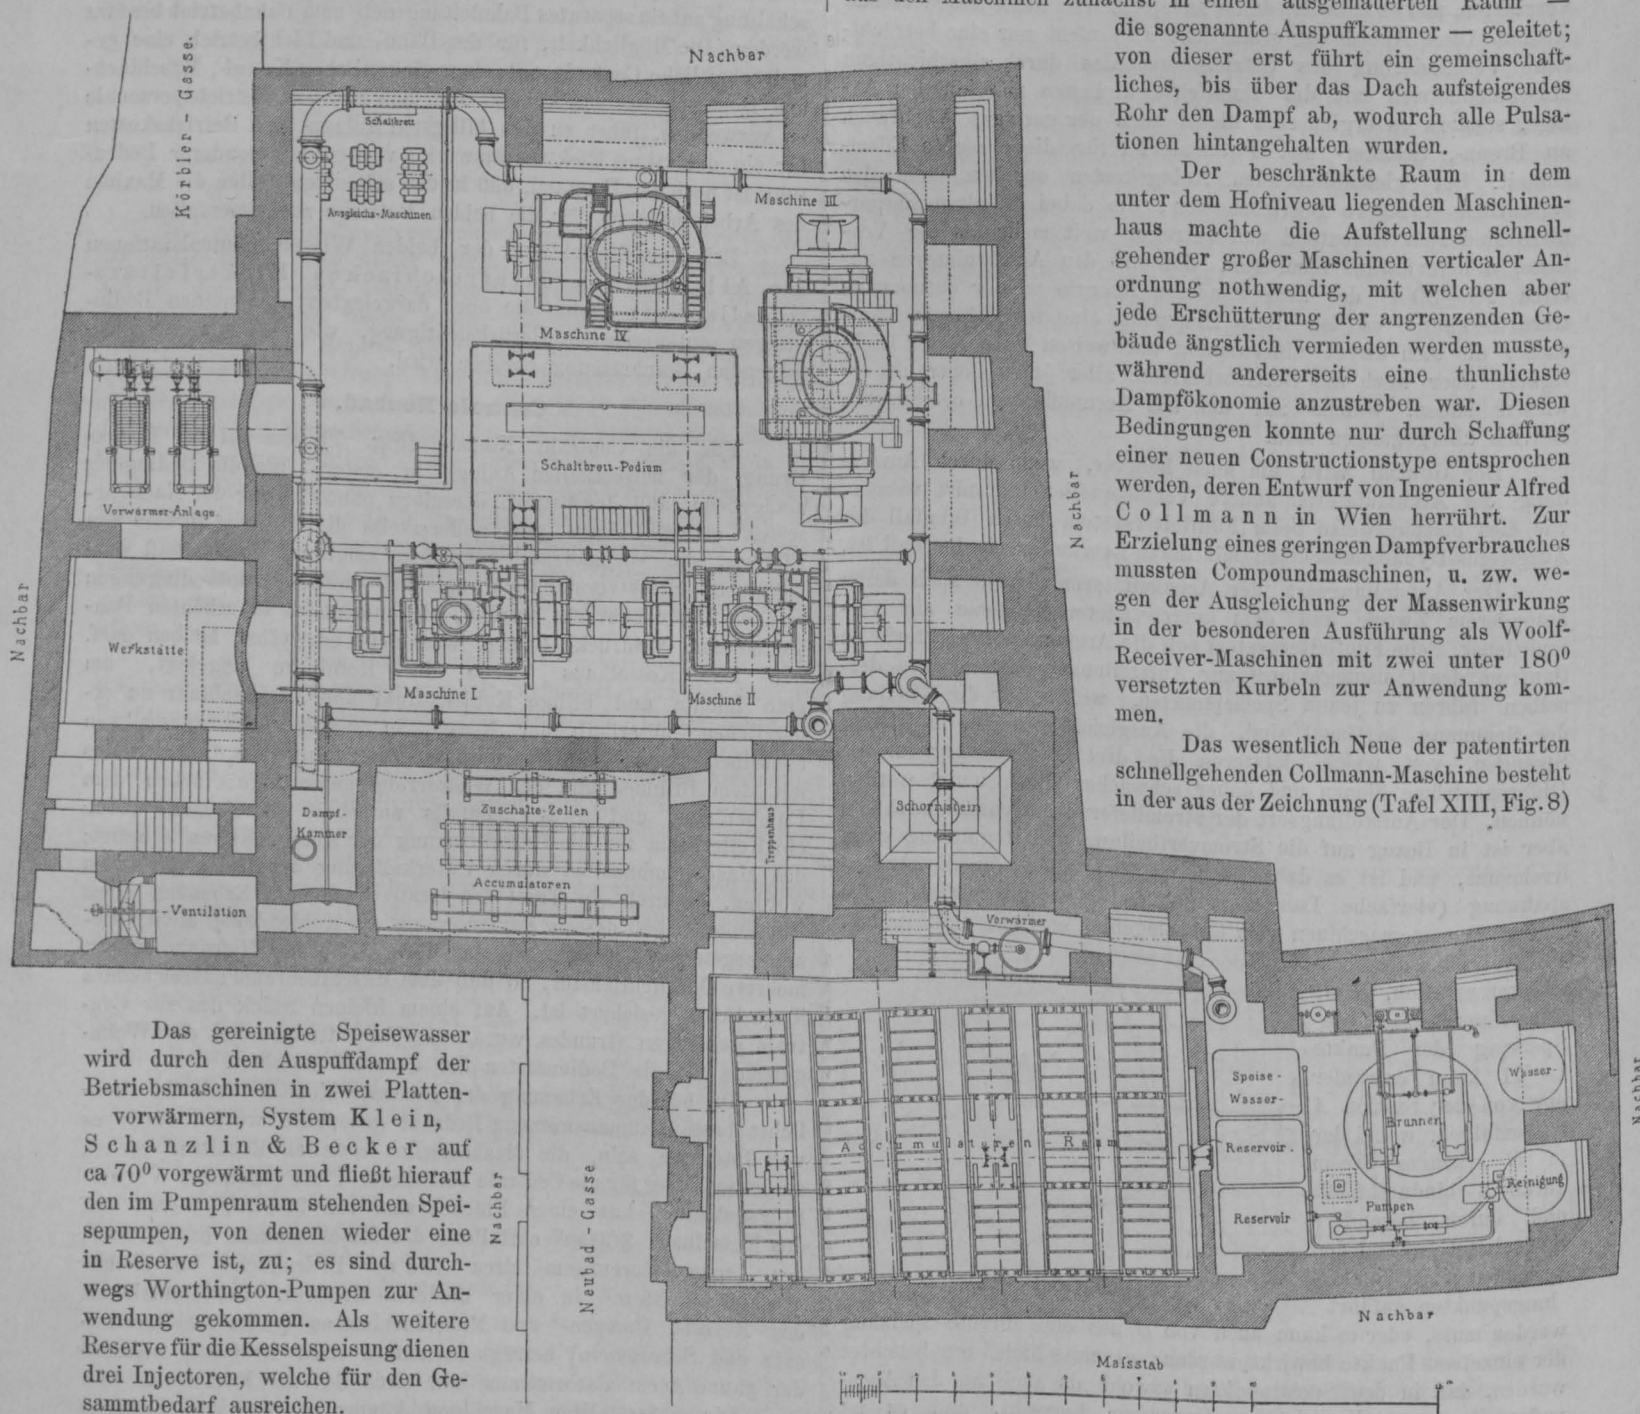 die sogenannte Auspuffkammer — geleitet;
von dieser erst führt ein gemeinschaft-
liches, bis über das Dach aufsteigendes
Rohr den Dampf ab, wodurch alle Pulsa-
tionen hintangehalten wurden.
Der beschränkte Raum in dem
unter dem Hofniveau liegenden Maschinen-
haus machte die Aufstellung schnell-
gehender großer Maschinen verticaler An-
ordnung nothwendig, mit welchen aber
jede Erschütterung der angrenzenden Ge-
bäude ängstlich vermieden werden musste,
während andererseits eine thunlichste
Dampfökonomie anzustreben war. Diesen
Bedingungen konnte nur durch Schaffung
einer neuen Constructionstype entsprochen
werden, deren Entwurf von Ingenieur Alfred
Collmann in Wien herrührt. Zur
Erzielung eines geringen Dampfverbrauches
mussten Compoundmaschinen, u. zw. we-
gen der Ausgleichung der Massenwirkung
in der besonderen Ausführung als Woolf-
Receiver-Maschinen mit zwei unter 180⁰
versetzten Kurbeln zur Anwendung kom-
men.
Das wesentlich Neue der patentirten
schnellgehenden Collmann-Maschine besteht
in der aus der Zeichnung (Tafel XIII, Fig. 8)
Nachbar
Körbler-Gasse.
Schaltbrett
Ausgleichs-Maschinen
Maschine III
Maschine IV
Schaltbrett-Podium
Vorwärmer-Anlage.
Nachbar
Nachbar
Werkstätte
Maschine I
Maschine II
Dampf-
Kammer
Zuschalte-Zellen
Accumulatoren
Treppenhaus
Schornstein
Ventilation
Vorwärmer
Accumulatoren-Raum
Speise-
Wasser-
Reservoir.
Reservoir
Brunnen
Wasser-
Reinigung
Pumpen
Nachbar
Nachbar
Nachbar
Neubad-Gasse
Maſsstab
Das gereinigte Speisewasser
wird durch den Auspuffdampf der
Betriebsmaschinen in zwei Platten-
vorwärmern, System Klein,
Schanzlin & Becker auf
ca 70⁰ vorgewärmt und fließt hierauf
den im Pumpenraum stehenden Spei-
sepumpen, von denen wieder eine
in Reserve ist, zu; es sind durch-
wegs Worthington-Pumpen zur An-
wendung gekommen. Als weitere
Reserve für die Kesselspeisung dienen
drei Injectoren, welche für den Ge-
sammtbedarf ausreichen.